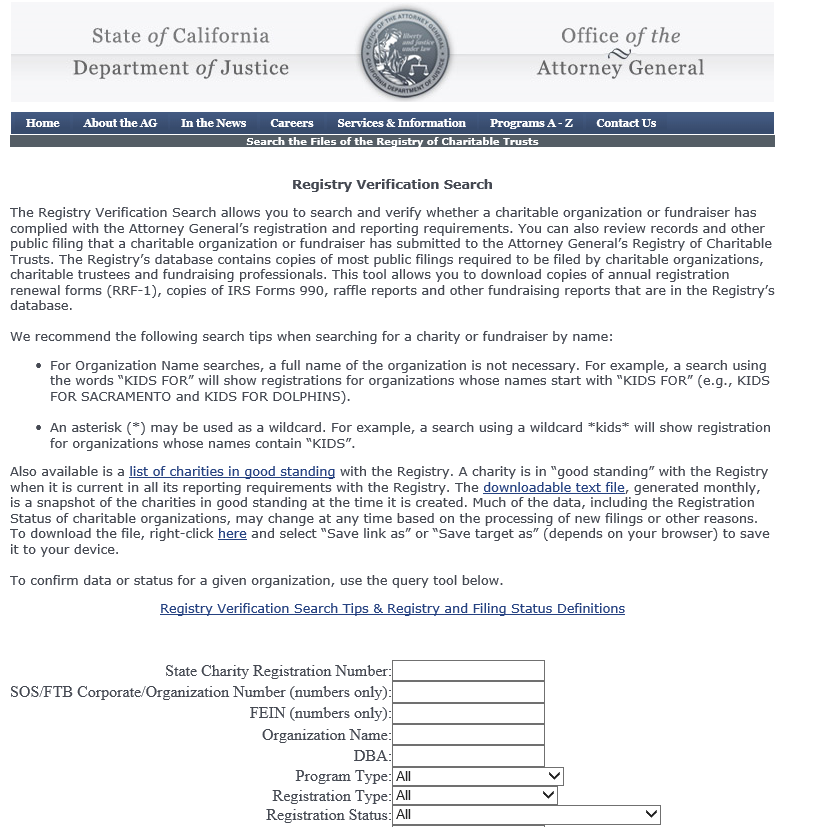 State of California
Department of Justice
Office of the
Attorney General
Home About the AG In the News Careers Services & Information Programs A - Z Contact Us
Search the Files of the Registry of Charitable Trusts
Registry Verification Search
The Registry Verification Search allows you to search and verify whether a charitable organization or fundraiser has
complied with the Attorney General’s registration and reporting requirements. You can also review records and other
public filing that a charitable organization or fundraiser has submitted to the Attorney General’s Registry of Charitable
Trusts. The Registry’s database contains copies of most public filings required to be filed by charitable organizations,
charitable trustees and fundraising professionals. This tool allows you to download copies of annual registration
renewal forms (RRF-1), copies of IRS Forms 990, raffle reports and other fundraising reports that are in the Registry’s
database.
We recommend the following search tips when searching for a charity or fundraiser by name:
• For Organization Name searches, a full name of the organization is not necessary. For example, a search using
the words “KIDS FOR” will show registrations for organizations whose names start with “KIDS FOR” (e.g., KIDS
FOR SACRAMENTO and KIDS FOR DOLPHINS).
• An asterisk (*) may be used as a wildcard. For example, a search using a wildcard *kids* will show registration
for organizations whose names contain “KIDS”.
Also available is a list of charities in good standing with the Registry. A charity is in “good standing” with the Registry
when it is current in all its reporting requirements with the Registry. The downloadable text file, generated monthly,
is a snapshot of the charities in good standing at the time it is created. Much of the data, including the Registration
Status of charitable organizations, may change at any time based on the processing of new filings or other reasons.
To download the file, right-click here and select “Save link as” or “Save target as” (depends on your browser) to save
it to your device.
To confirm data or status for a given organization, use the query tool below.
Registry Verification Search Tips & Registry and Filing Status Definitions
State Charity Registration Number:
SOS/FTB Corporate/Organization Number (numbers only):
FEIN (numbers only):
Organization Name:
DBA:
Program Type: All
Registration Type: All
Registration Status: All